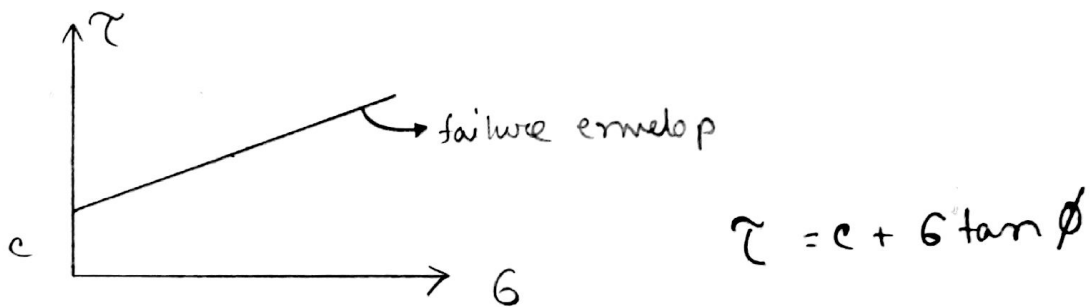 τ
failure envelop
τ = c + σ tan φ
c
σ